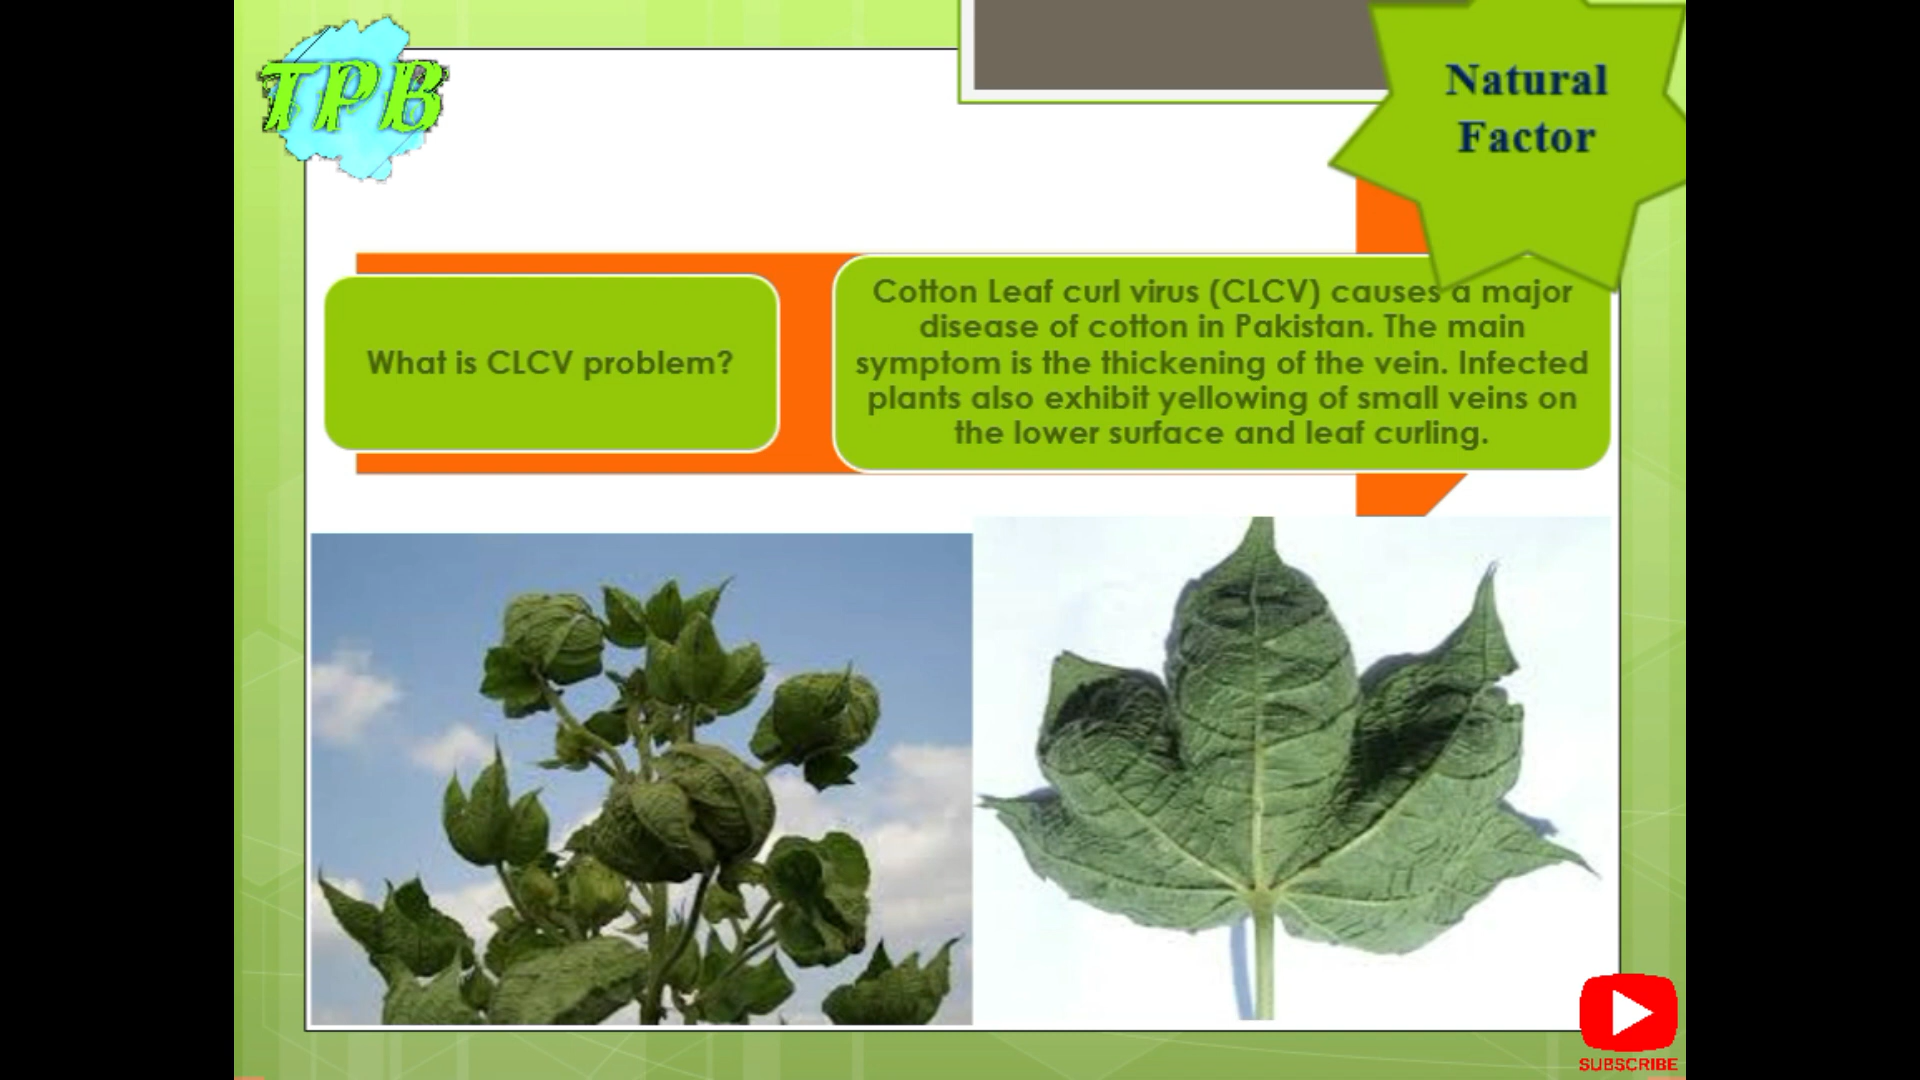 TPB
Natural
Factor
What is CLCV problem?
Cotton Leaf curl virus (CLCV) causes a major
disease of cotton in Pakistan. The main
symptom is the thickening of the vein. Infected
plants also exhibit yellowing of small veins on
the lower surface and leaf curling.
SUBSCRIBE